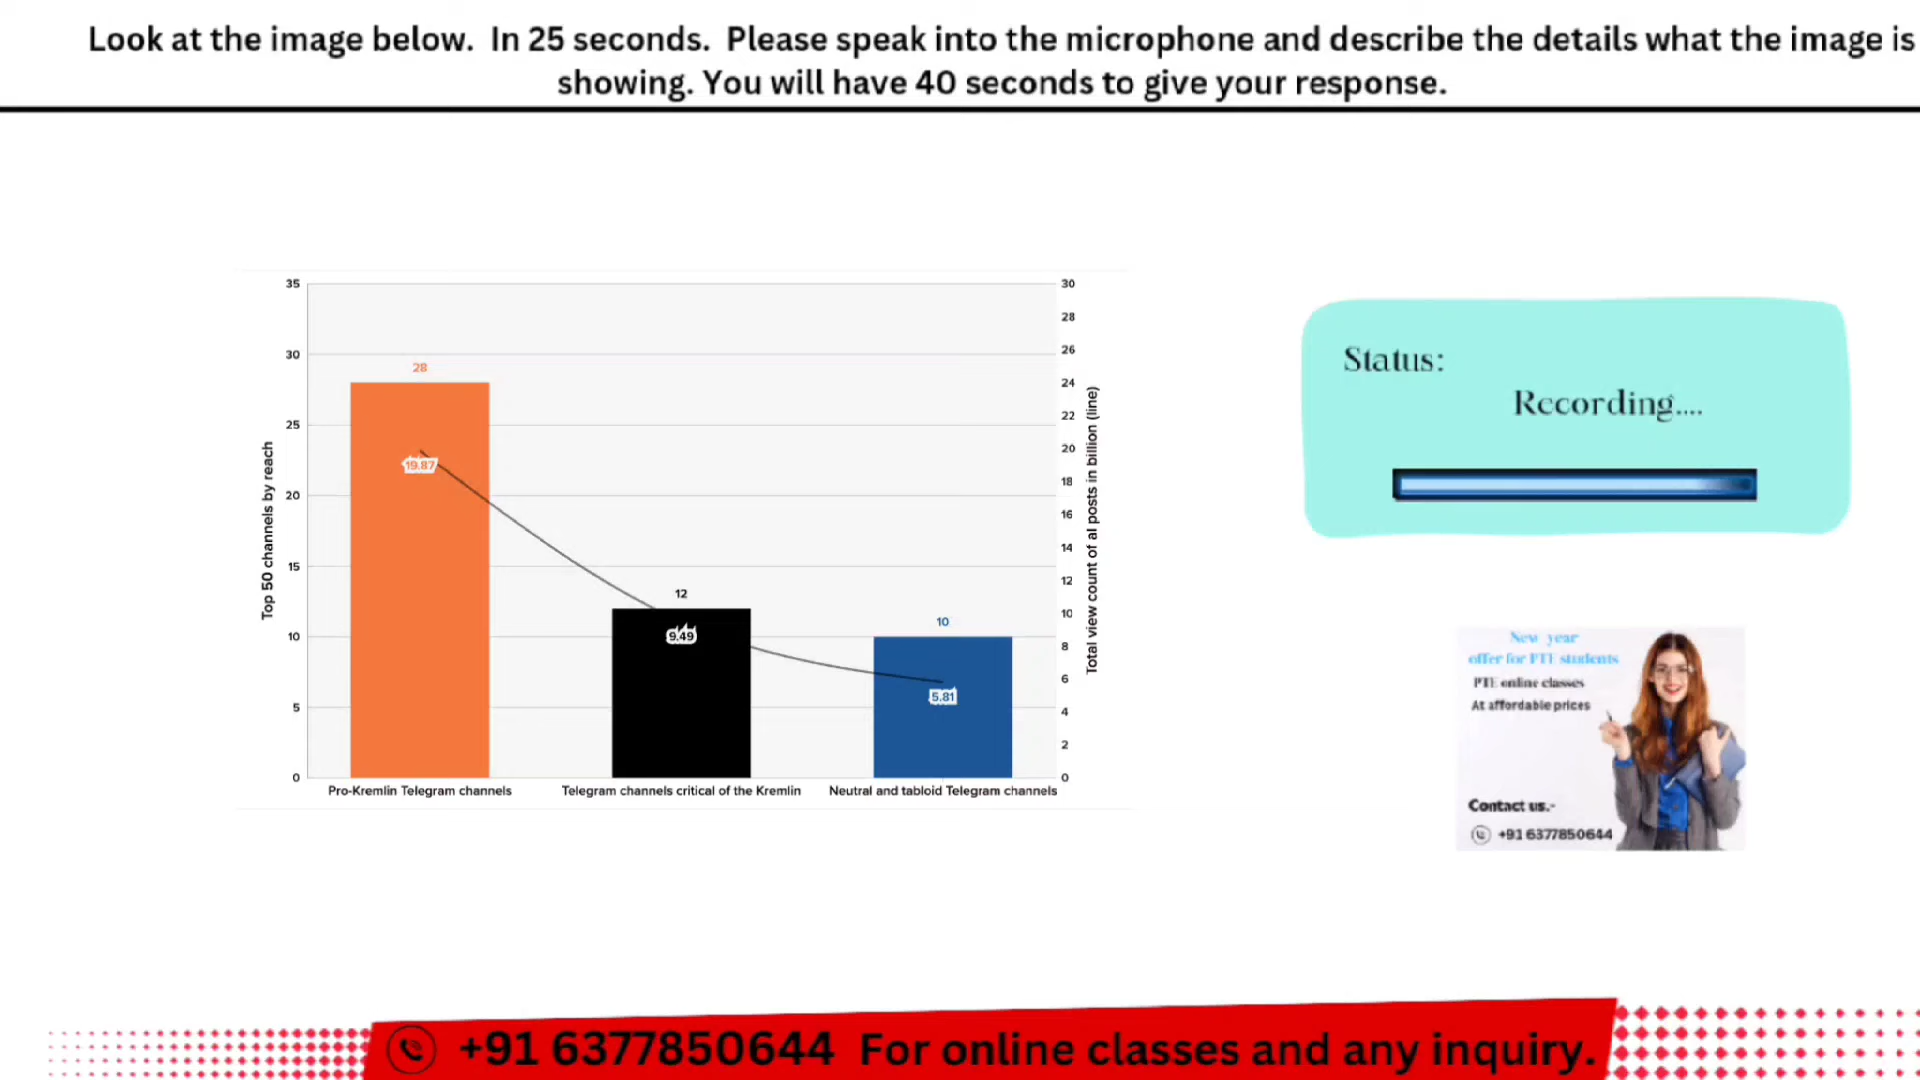 Look at the image below. In 25 seconds. Please speak into the microphone and describe the details what the image is
showing. You will have 40 seconds to give your response.
35
30
25
20
15
10
5
0
Top 50 channels by reach
28
19.87
12
9.49
10
5.81
30
28
26
24
22
20
18
16
14
12
10
8
6
4
2
0
Total view count of al posts in billion (line)
Pro-Kremlin Telegram channels
Telegram channels critical of the Kremlin
Neutral and tabloid Telegram channels
Status:
Recording....
New year
offer for PTE students
PTE online classes
At affordable prices
Contact us.-
+91 6377850644
+91 6377850644 For online classes and any inquiry.